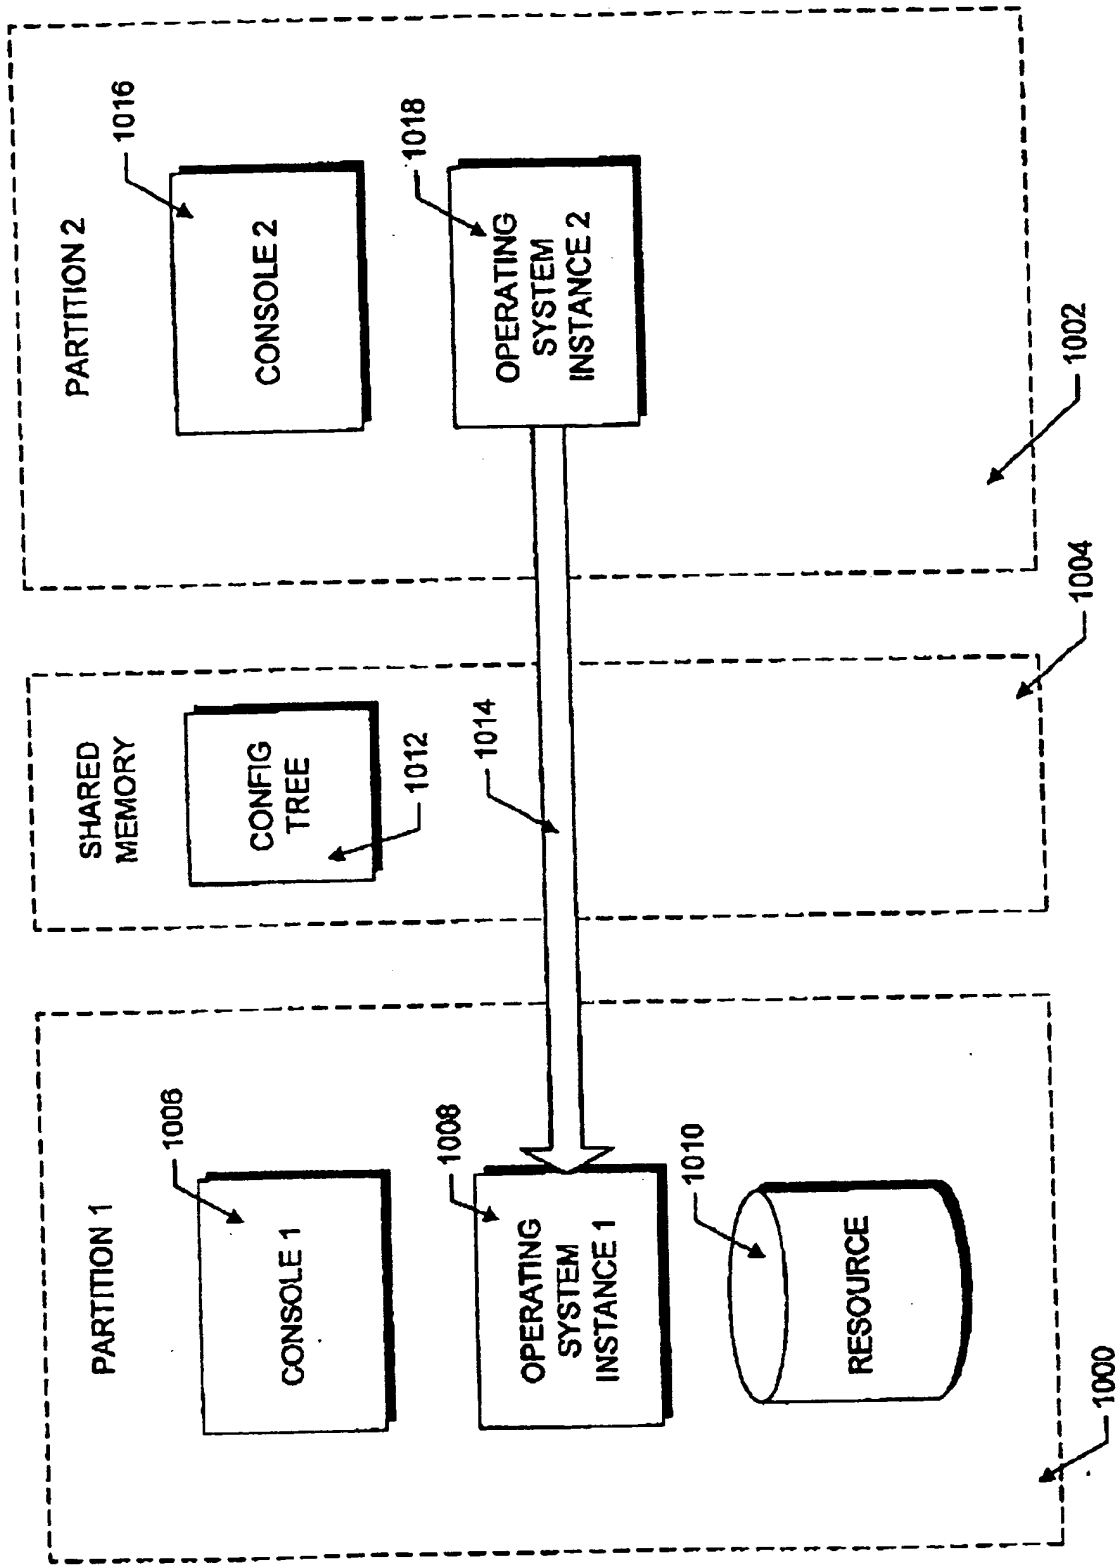 PARTITION 1
1006
CONSOLE 1
1008
OPERATING
SYSTEM
INSTANCE 1
1010
RESOURCE
1000
SHARED
MEMORY
CONFIG
TREE
1012
1014
1004
PARTITION 2
1016
CONSOLE 2
1018
OPERATING
SYSTEM
INSTANCE 2
1002